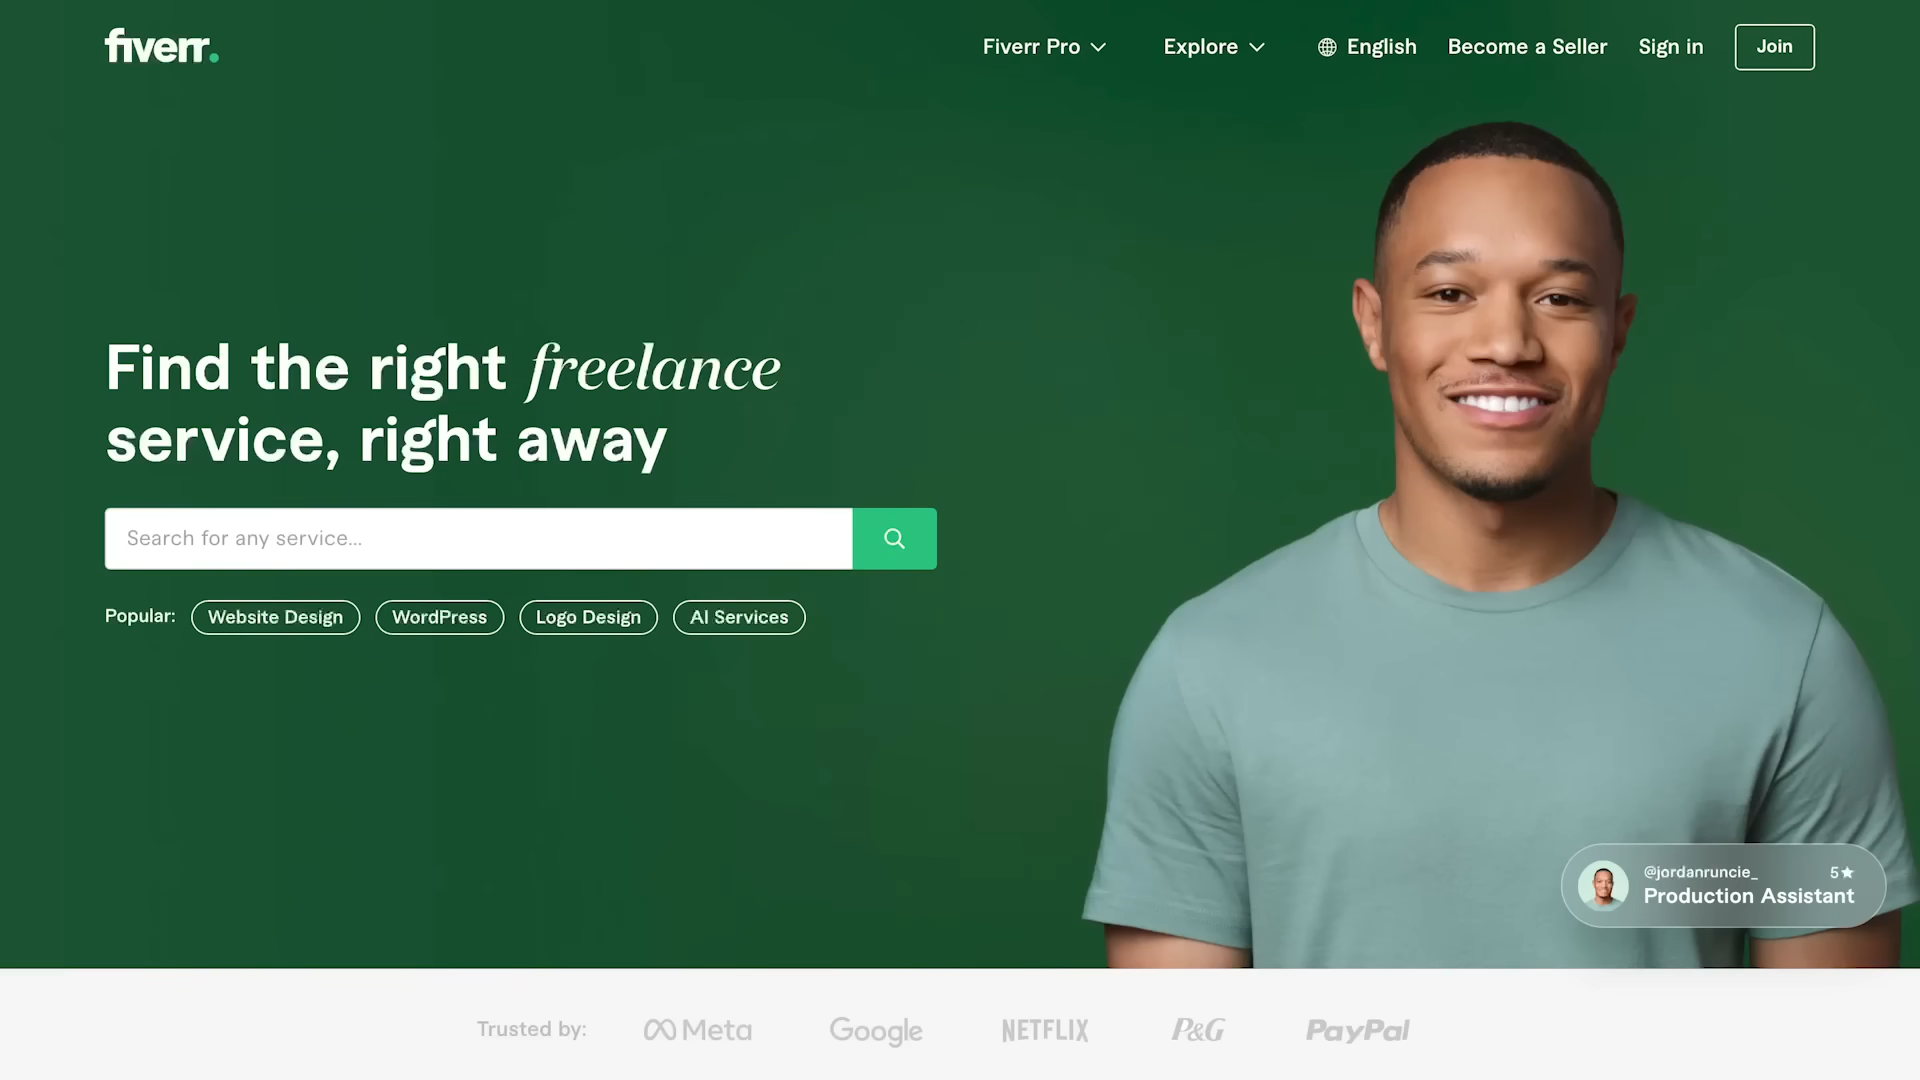 fiverr.
Fiverr Pro
Explore
English
Become a Seller
Sign in
Join
Find the right freelance
service, right away
Search for any service...
Popular:
Website Design
WordPress
Logo Design
AI Services
@jordanruncie_
5★
Production Assistant
Trusted by:
Meta
Google
NETFLIX
P&G
PayPal